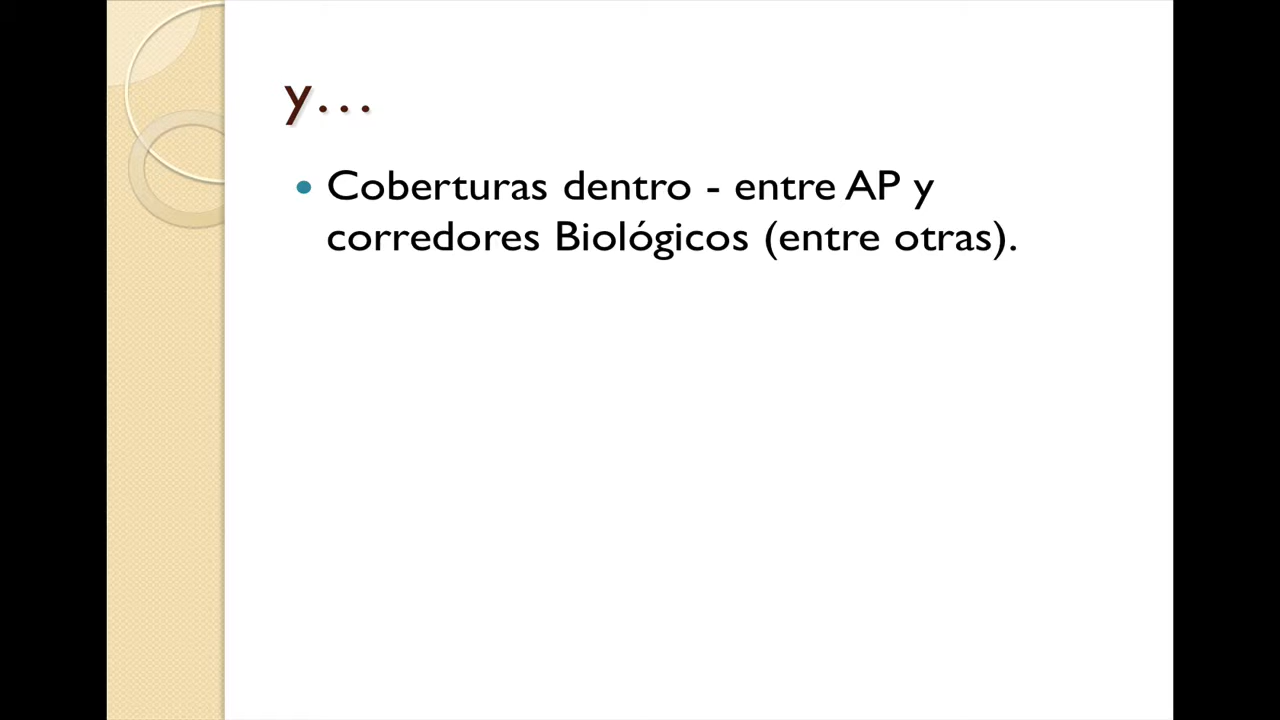 y…
• Coberturas dentro - entre AP y
corredores Biológicos (entre otras).